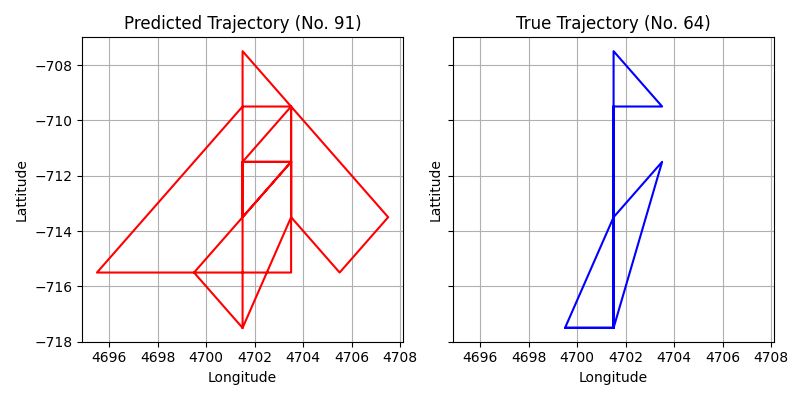 Predicted Trajectory (No. 91)
True Trajectory (No. 64)
Lattitude
−708
−710
−712
−714
−716
−718
4696 4698 4700 4702 4704 4706 4708
Longitude
Lattitude
4696 4698 4700 4702 4704 4706 4708
Longitude